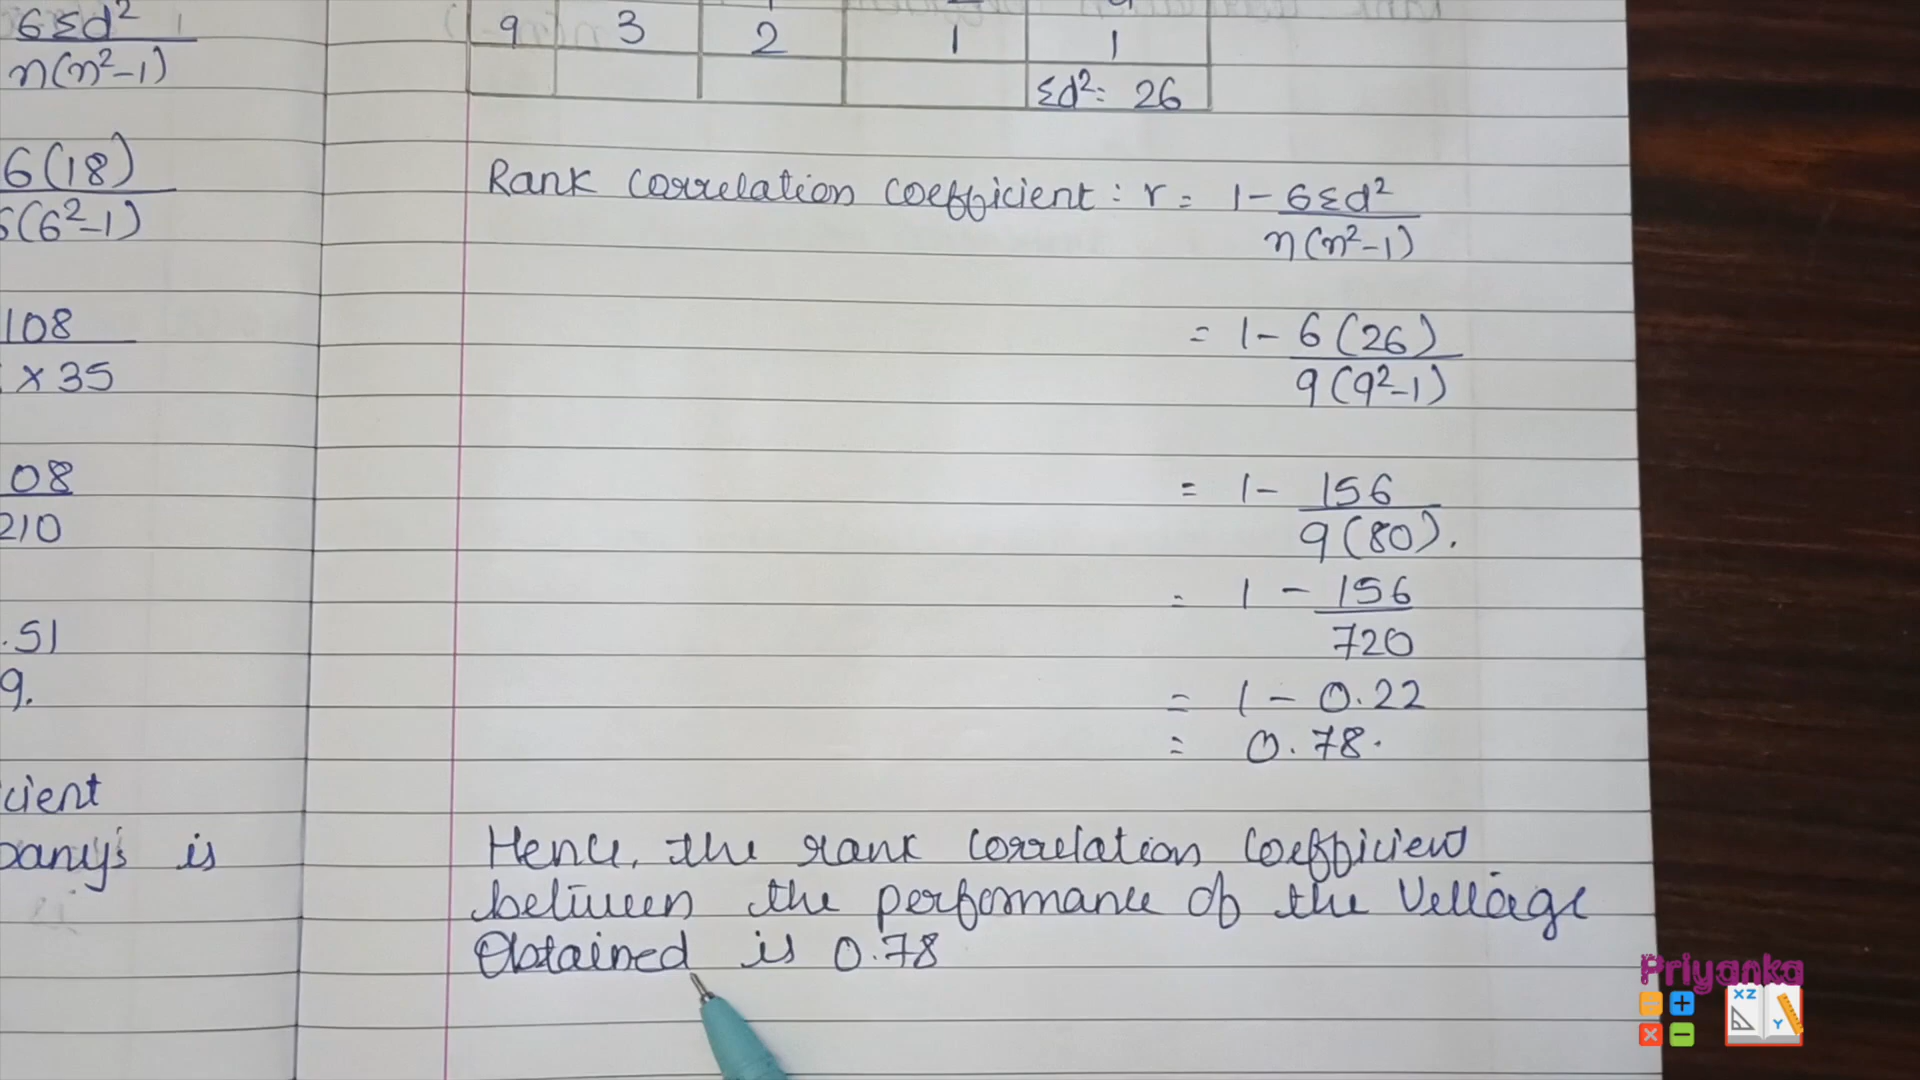 6Σd²
n(n²-1)
6(18)
6(6²-1)
108
x 35
08
210
.51
9.
cient
pany's is
9 3 2 1 1
Σd²= 26
Rank correlation coefficient : r = 1 - 6Σd²
n(n²-1)
= 1 - 6(26)
9(9²-1)
= 1 - 156
9(80).
= 1 - 156
720
= 1 - 0.22
= 0.78.
Hence, the rank correlation coefficient
between the performance of the Village
Obtained is 0.78
Priyanka
XZ
Y